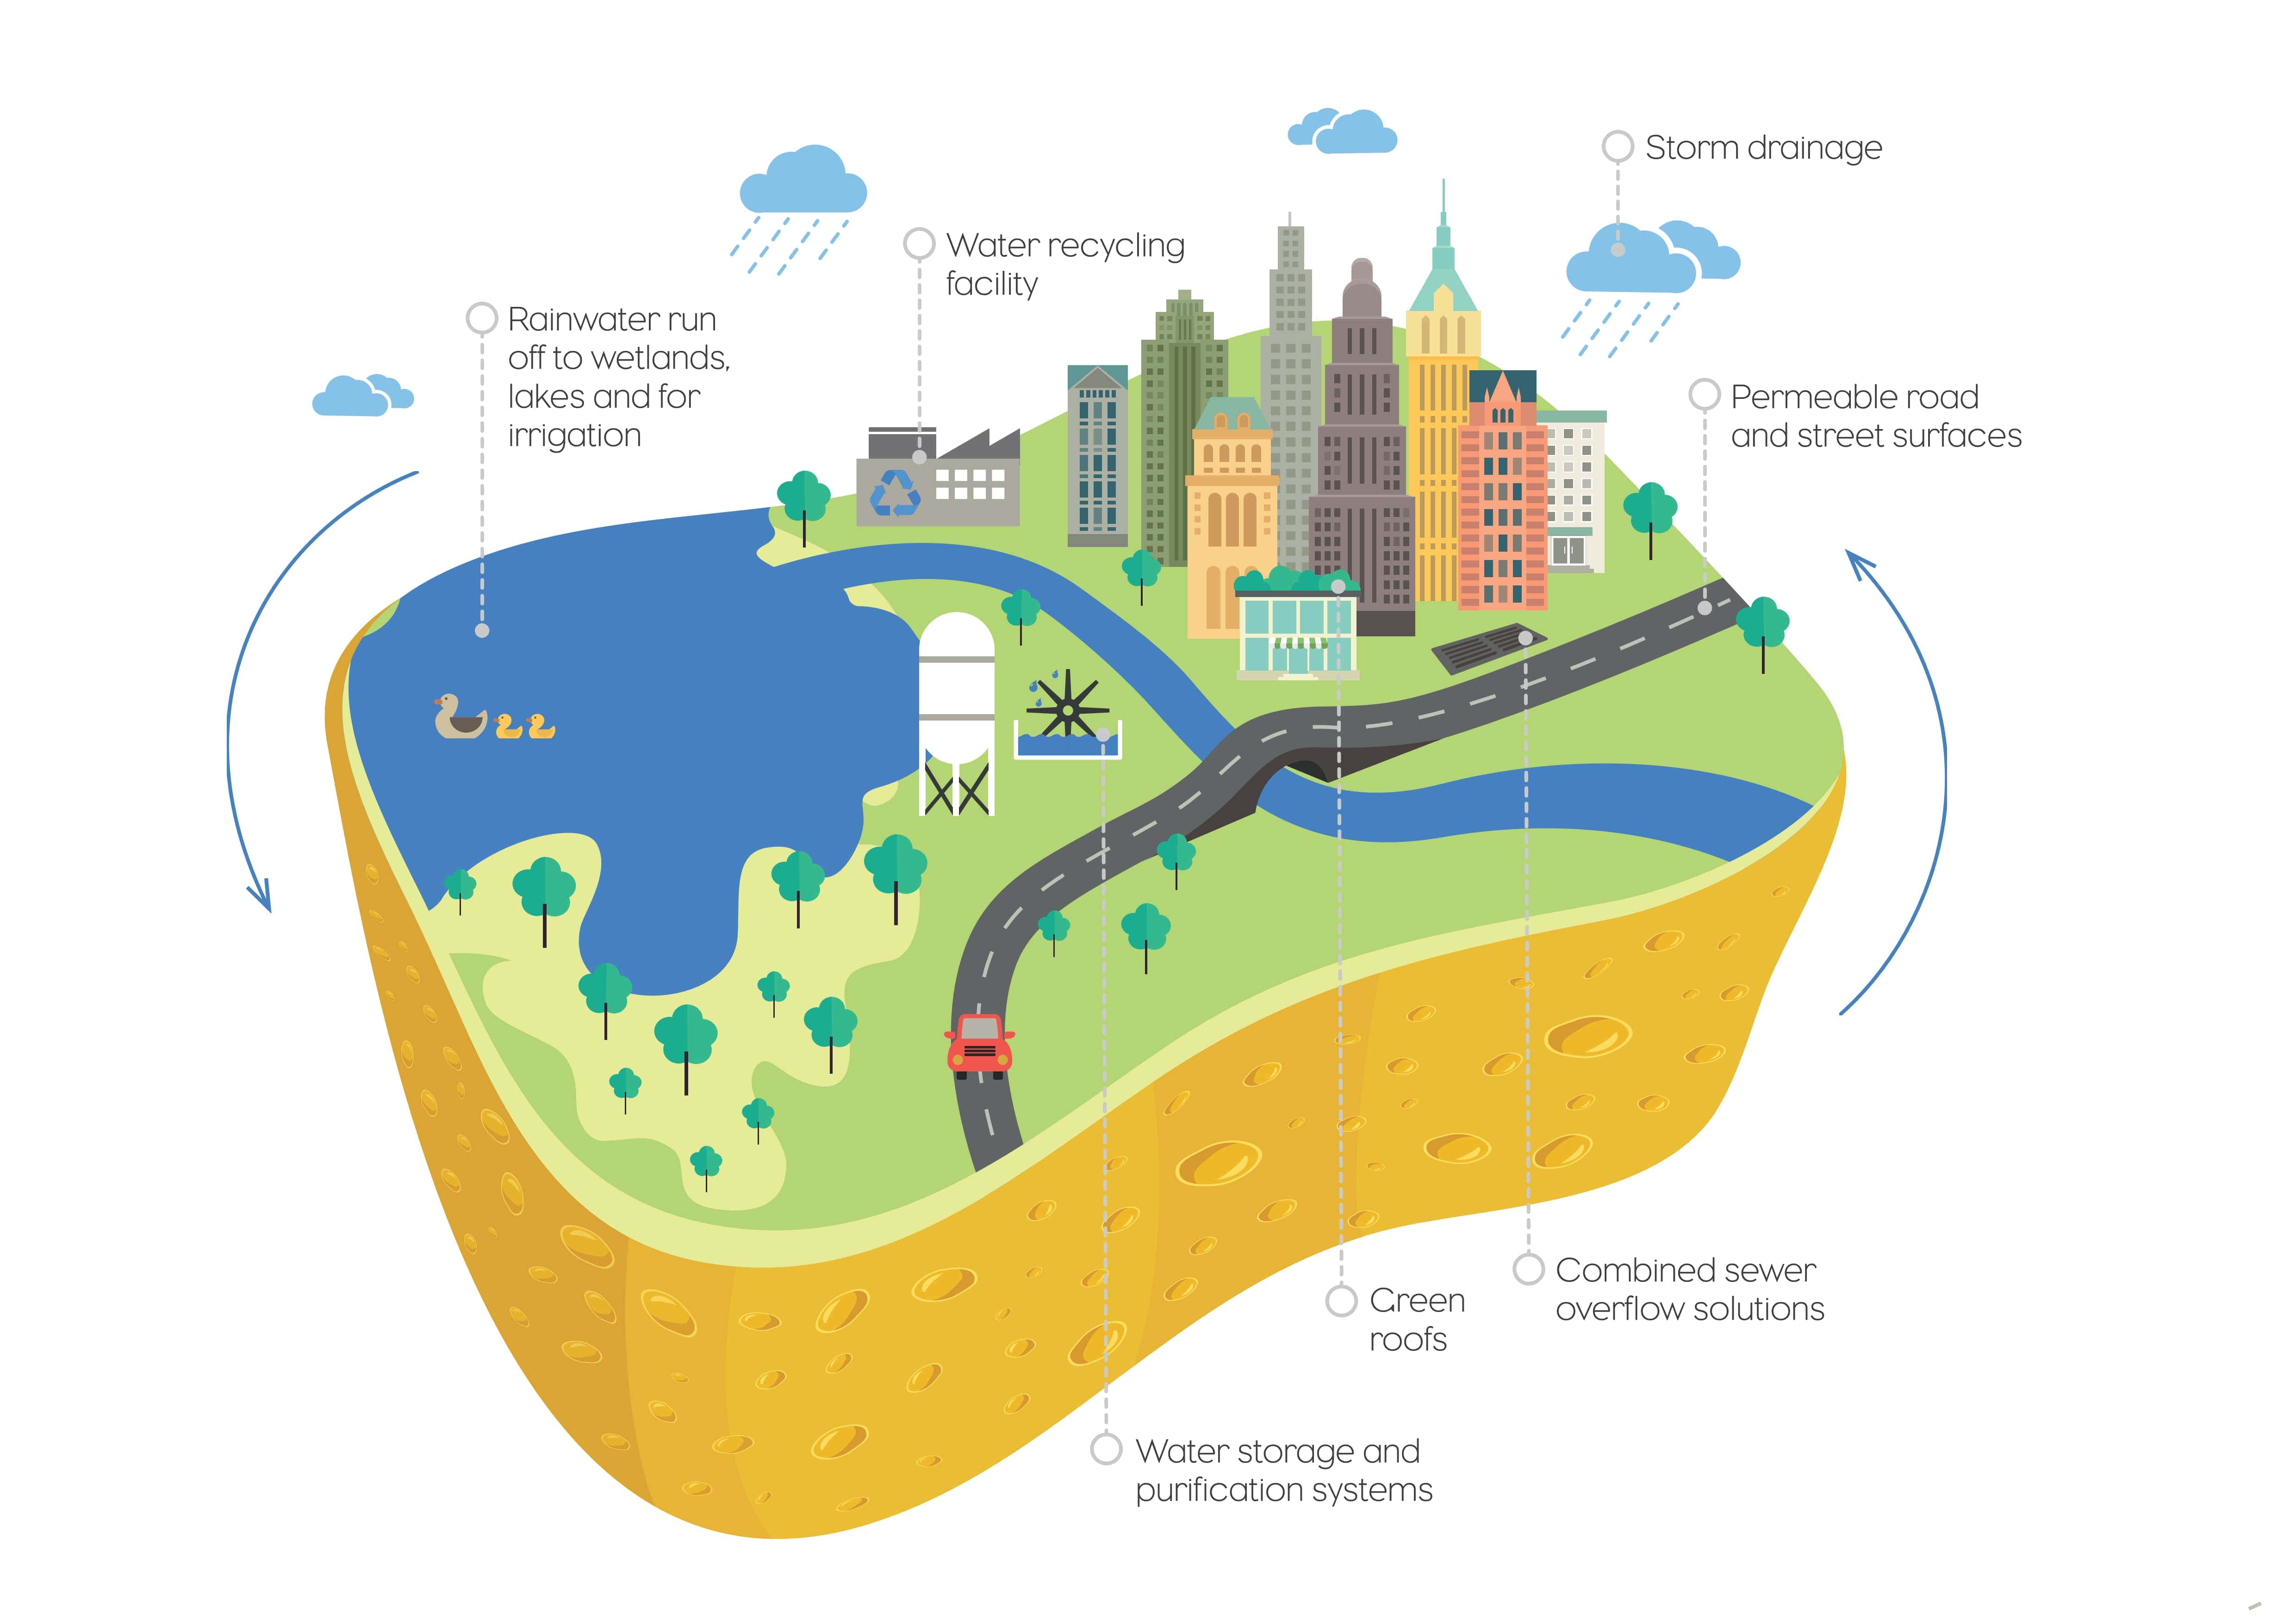 Storm drainage
Water recycling
facility
Rainwater run
off to wetlands,
lakes and for
irrigation
Permeable road
and street surfaces
Combined sewer
overflow solutions
Green
roofs
Water storage and
purification systems